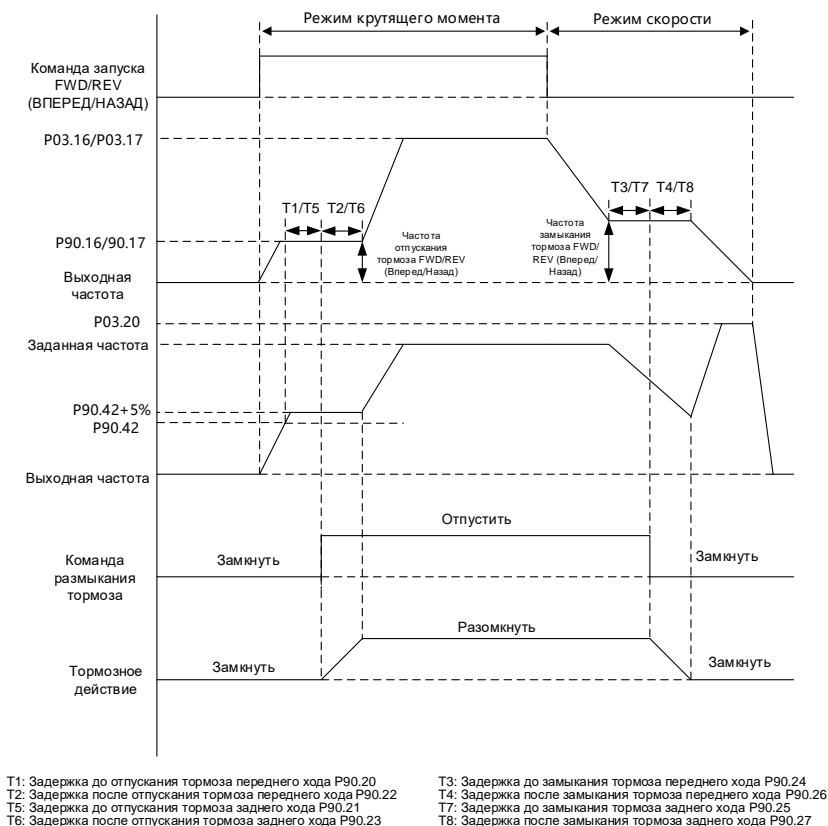 Режим крутящего момента
Режим скорости
Команда запуска
FWD/REV
(ВПЕРЕД/НАЗАД)
P03.16/P03.17
T1/T5
T2/T6
T3/T7
T4/T8
P90.16/90.17
Частота
отпускания
тормоза FWD/REV
(Вперед/Назад)
Частота
замыкания
тормоза FWD/
REV (Вперед/
Назад)
Выходная
частота
P03.20
Заданная частота
P90.42+5%
P90.42
Выходная частота
Отпустить
Замкнуть
Замкнуть
Команда
размыкания
тормоза
Разомкнуть
Замкнуть
Замкнуть
Тормозное
действие
T1: Задержка до отпускания тормоза переднего хода P90.20
T2: Задержка после отпускания тормоза переднего хода P90.22
T5: Задержка до отпускания тормоза заднего хода P90.21
T6: Задержка после отпускания тормоза заднего хода P90.23
T3: Задержка до замыкания тормоза переднего хода P90.24
T4: Задержка после замыкания тормоза переднего хода P90.26
T7: Задержка до замыкания тормоза заднего хода P90.25
T8: Задержка после замыкания тормоза заднего хода P90.27